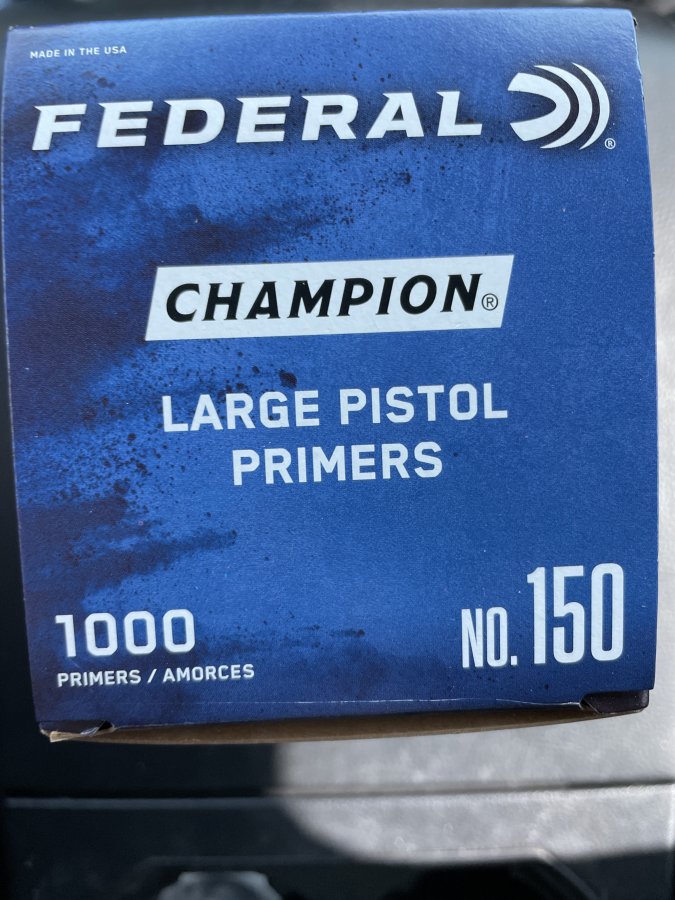 MADE IN THE USA
FEDERAL®
CHAMPION®
LARGE PISTOL
PRIMERS
1000
PRIMERS / AMORCES
NO. 150